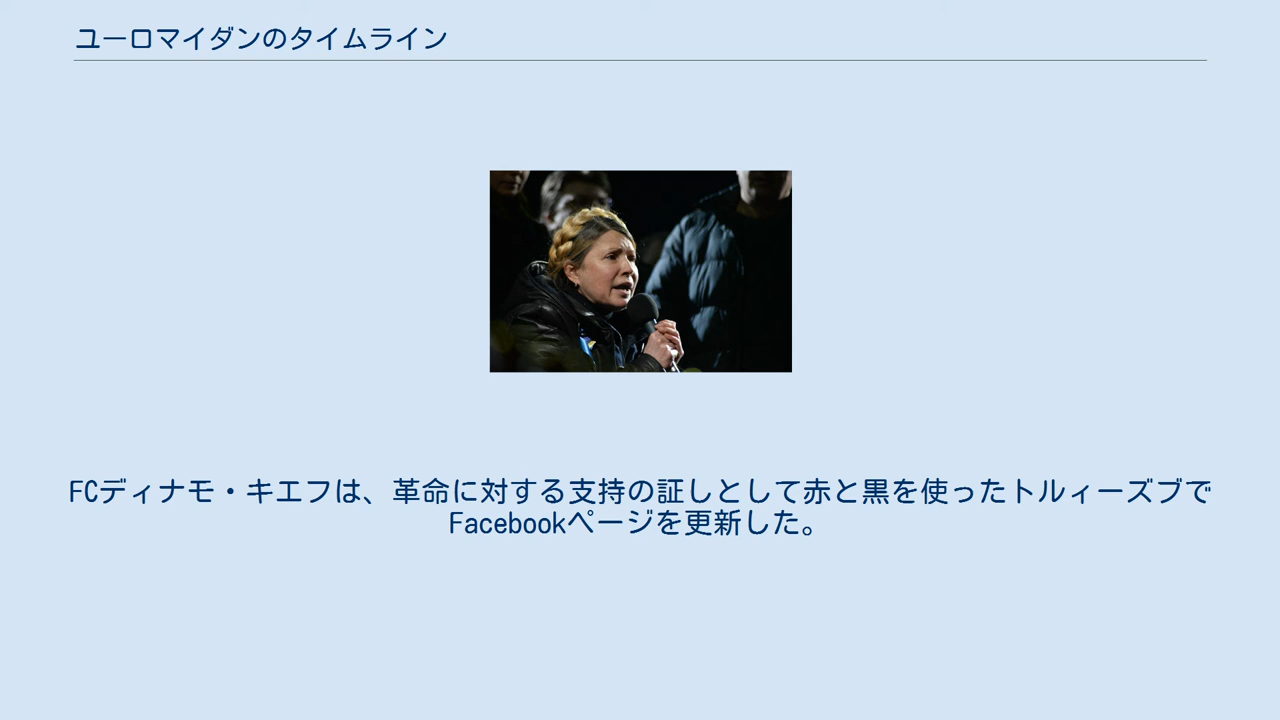 ユーロマイダンのタイムライン
FCディナモ・キエフは、革命に対する支持の証しとして赤と黒を使ったトルィーズブで
Facebookページを更新した。